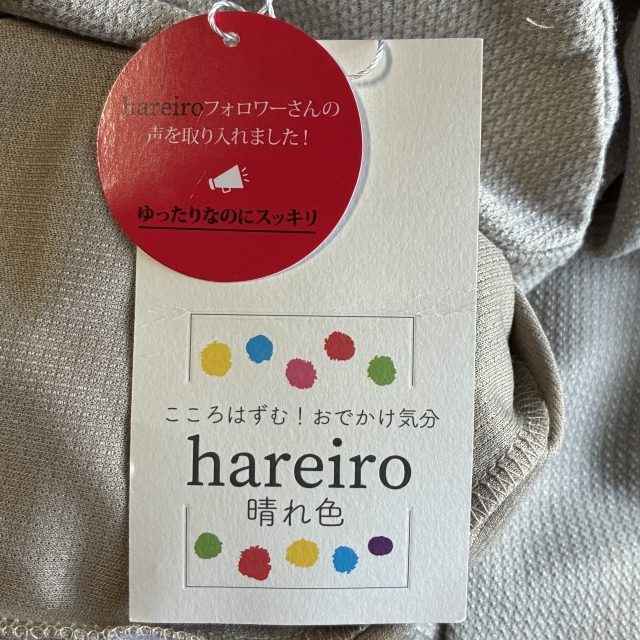 hareiroフォロワーさんの
声を取り入れました！
ゆったりなのにスッキリ
こころはずむ！おでかけ気分
hareiro
晴れ色